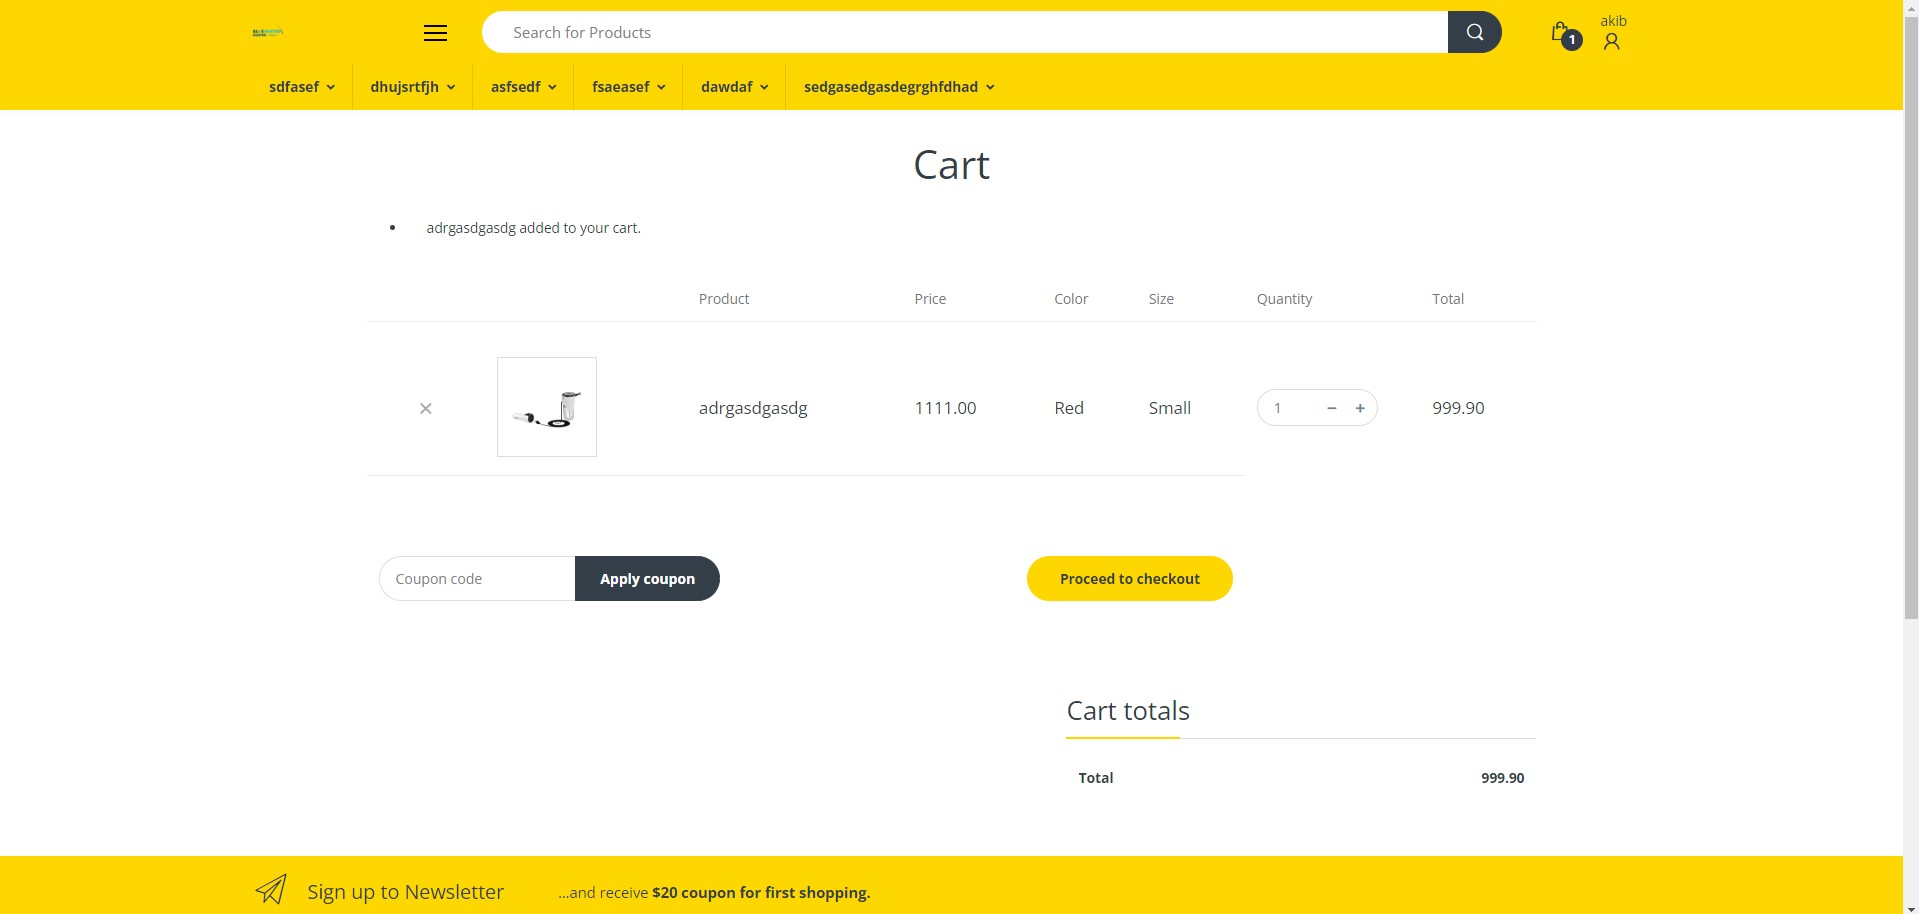 akib
Search for Products
1
sdfasef dhujsrtfjh asfsedf fsaeasef dawdaf sedgasedgasdegrghfdhad
Cart
• adrgasdgasdg added to your cart.
Product Price Color Size Quantity Total
× adrgasdgasdg 1111.00 Red Small 1 − + 999.90
Coupon code Apply coupon Proceed to checkout
Cart totals
Total 999.90
Sign up to Newsletter ...and receive $20 coupon for first shopping.